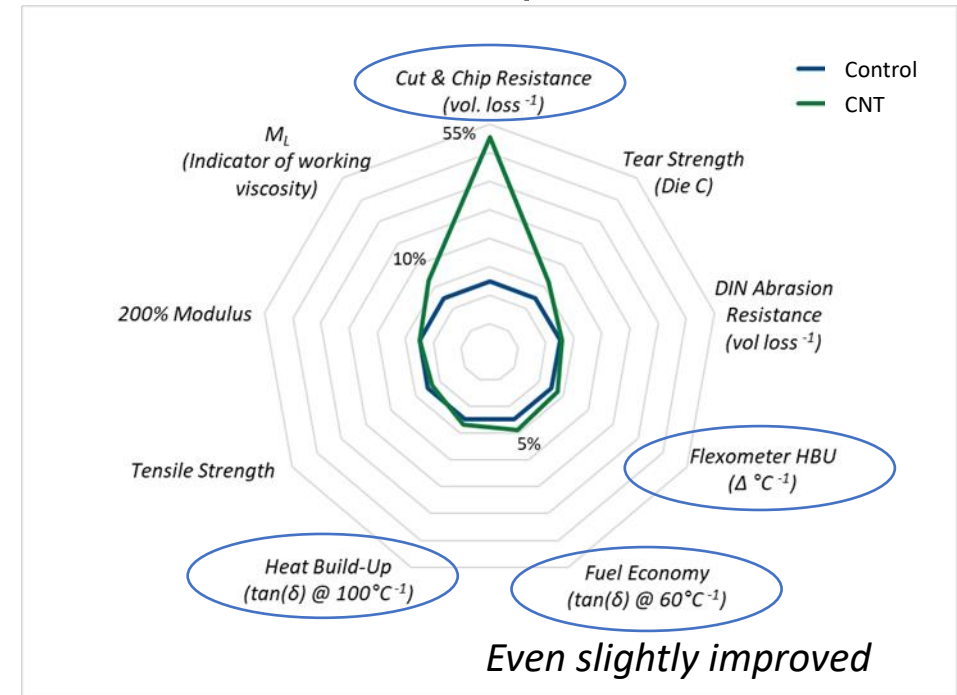 Cut & Chip Resistance
(vol. loss ⁻¹)
Control
CNT
55%
M_L
(Indicator of working
viscosity)
Tear Strength
(Die C)
10%
200% Modulus
DIN Abrasion
Resistance
(vol loss ⁻¹)
5%
Tensile Strength
Flexometer HBU
(Δ °C ⁻¹)
Heat Build-Up
(tan(δ) @ 100°C⁻¹)
Fuel Economy
(tan(δ) @ 60°C⁻¹)
Even slightly improved